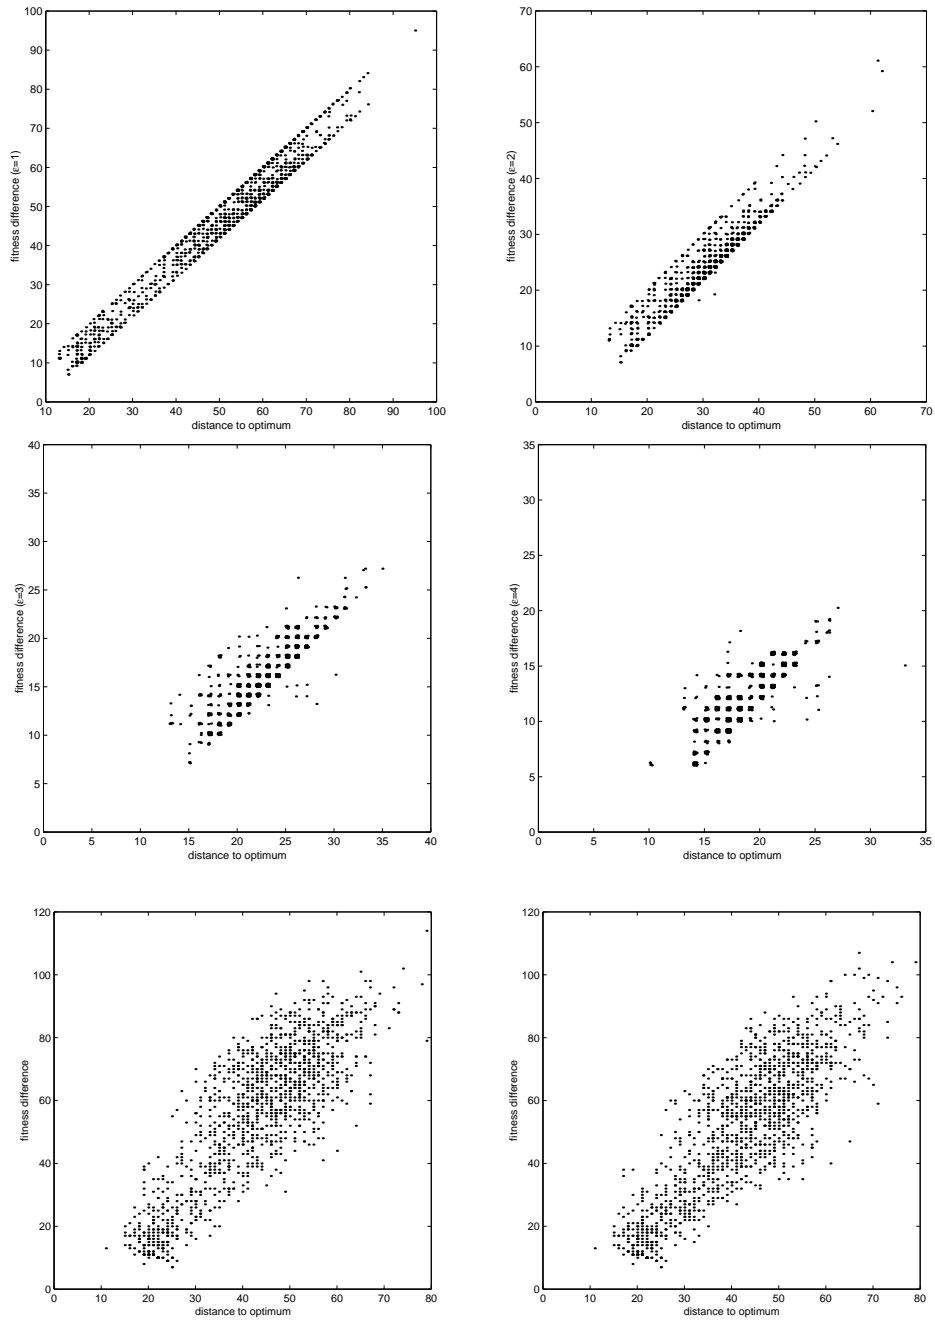 100
90
80
70
60
50
40
30
20
10
0
10 20 30 40 50 60 70 80 90 100
distance to optimum
fitness difference (ε=1)
70
60
50
40
30
20
10
0
0 10 20 30 40 50 60 70
distance to optimum
fitness difference (ε=2)
40
35
30
25
20
15
10
5
0
0 5 10 15 20 25 30 35 40
distance to optimum
fitness difference (ε=3)
35
30
25
20
15
10
5
0
0 5 10 15 20 25 30 35
distance to optimum
fitness difference (ε=4)
120
100
80
60
40
20
0
0 10 20 30 40 50 60 70 80
distance to optimum
fitness difference
120
100
80
60
40
20
0
0 10 20 30 40 50 60 70 80
distance to optimum
fitness difference